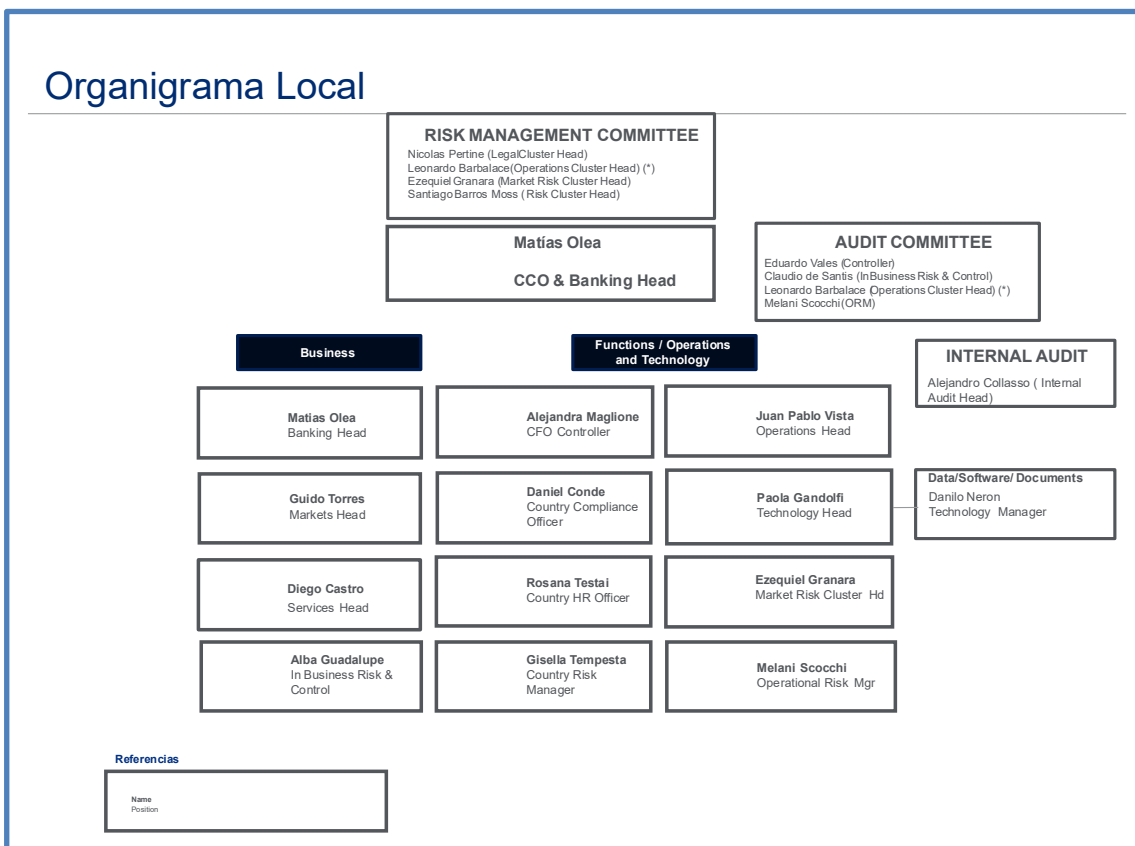 Organigrama Local
RISK MANAGEMENT COMMITTEE
Nicolas Pertine (LegalCluster Head)
Leonardo Barbalace(Operations Cluster Head) (*)
Ezequiel Granara (Market Risk Cluster Head)
Santiago Barros Moss ( Risk Cluster Head)
Matías Olea
CCO & Banking Head
AUDIT COMMITTEE
Eduardo Vales (Controller)
Claudio de Santis (InBusiness Risk & Control)
Leonardo Barbalace (Operations Cluster Head) (*)
Melani Scocchi(ORM)
Business
Functions / Operations
and Technology
INTERNAL AUDIT
Alejandro Collasso ( Internal
Audit Head)
Matias Olea
Banking Head
Alejandra Maglione
CFO Controller
Juan Pablo Vista
Operations Head
Guido Torres
Markets Head
Daniel Conde
Country Compliance
Officer
Paola Gandolfi
Technology Head
Data/Software/ Documents
Danilo Neron
Technology Manager
Diego Castro
Services Head
Rosana Testai
Country HR Officer
Ezequiel Granara
Market Risk Cluster Hd
Alba Guadalupe
In Business Risk &
Control
Gisella Tempesta
Country Risk
Manager
Melani Scocchi
Operational Risk Mgr
Referencias
Name
Position